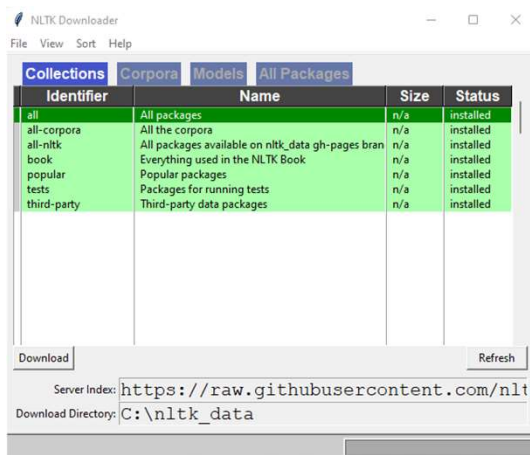 NLTK Downloader
File View Sort Help
Collections Corpora Models All Packages
Identifier Name Size Status
all All packages n/a installed
all-corpora All the corpora n/a installed
all-nltk All packages available on nltk_data gh-pages bran n/a installed
book Everything used in the NLTK Book n/a installed
popular Popular packages n/a installed
tests Packages for running tests n/a installed
third-party Third-party data packages n/a installed
Download Refresh
Server Index: https://raw.githubusercontent.com/nlt
Download Directory: C:\nltk_data